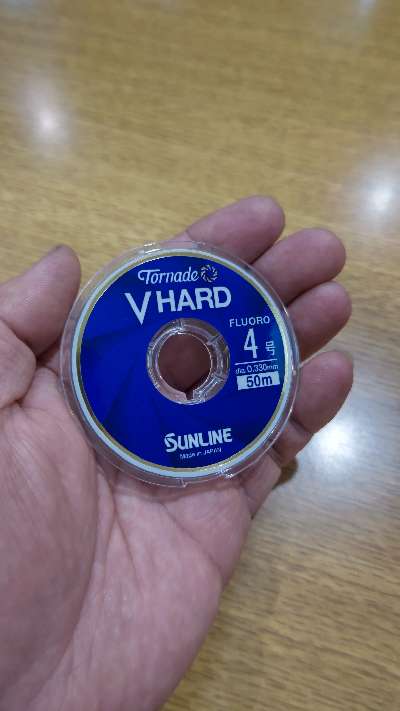 Tornado
V HARD
FLUORO
4号
dia.0.330mm
50m
SUNLINE
MADE IN JAPAN